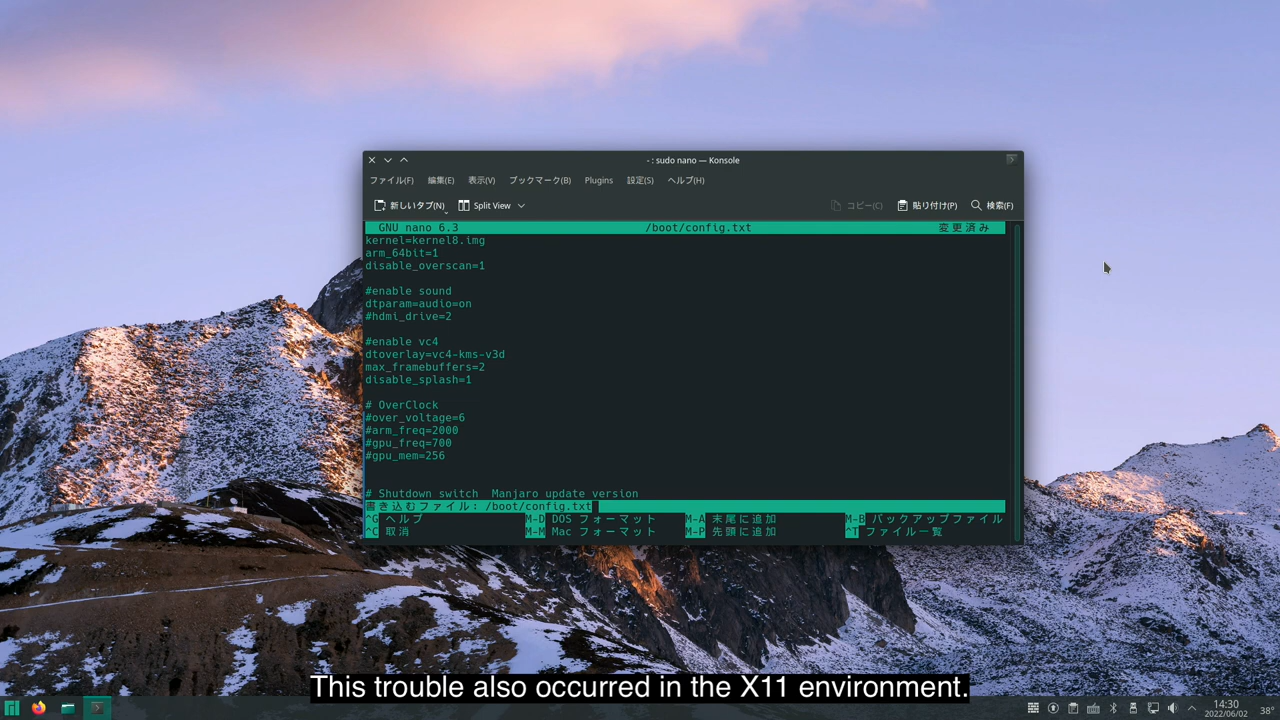 - : sudo nano — Konsole
ファイル(F) 編集(E) 表示(V) ブックマーク(B) Plugins 設定(S) ヘルプ(H)
新しいタブ(N) Split View コピー(C) 貼り付け(P) 検索(F)
GNU nano 6.3 /boot/config.txt 変更済み
kernel=kernel8.img
arm_64bit=1
disable_overscan=1
#enable sound
dtparam=audio=on
#hdmi_drive=2
#enable vc4
dtoverlay=vc4-kms-v3d
max_framebuffers=2
disable_splash=1
# OverClock
#over_voltage=6
#arm_freq=2000
#gpu_freq=700
#gpu_mem=256
# Shutdown switch Manjaro update version
書き込むファイル: /boot/config.txt
^G ヘルプ M-D DOS フォーマット M-A 末尾に追加 M-B バックアップファイル
^C 取消 M-M Mac フォーマット M-P 先頭に追加 ^T ファイル一覧
This trouble also occurred in the X11 environment.
14:30
2022/06/02
38°